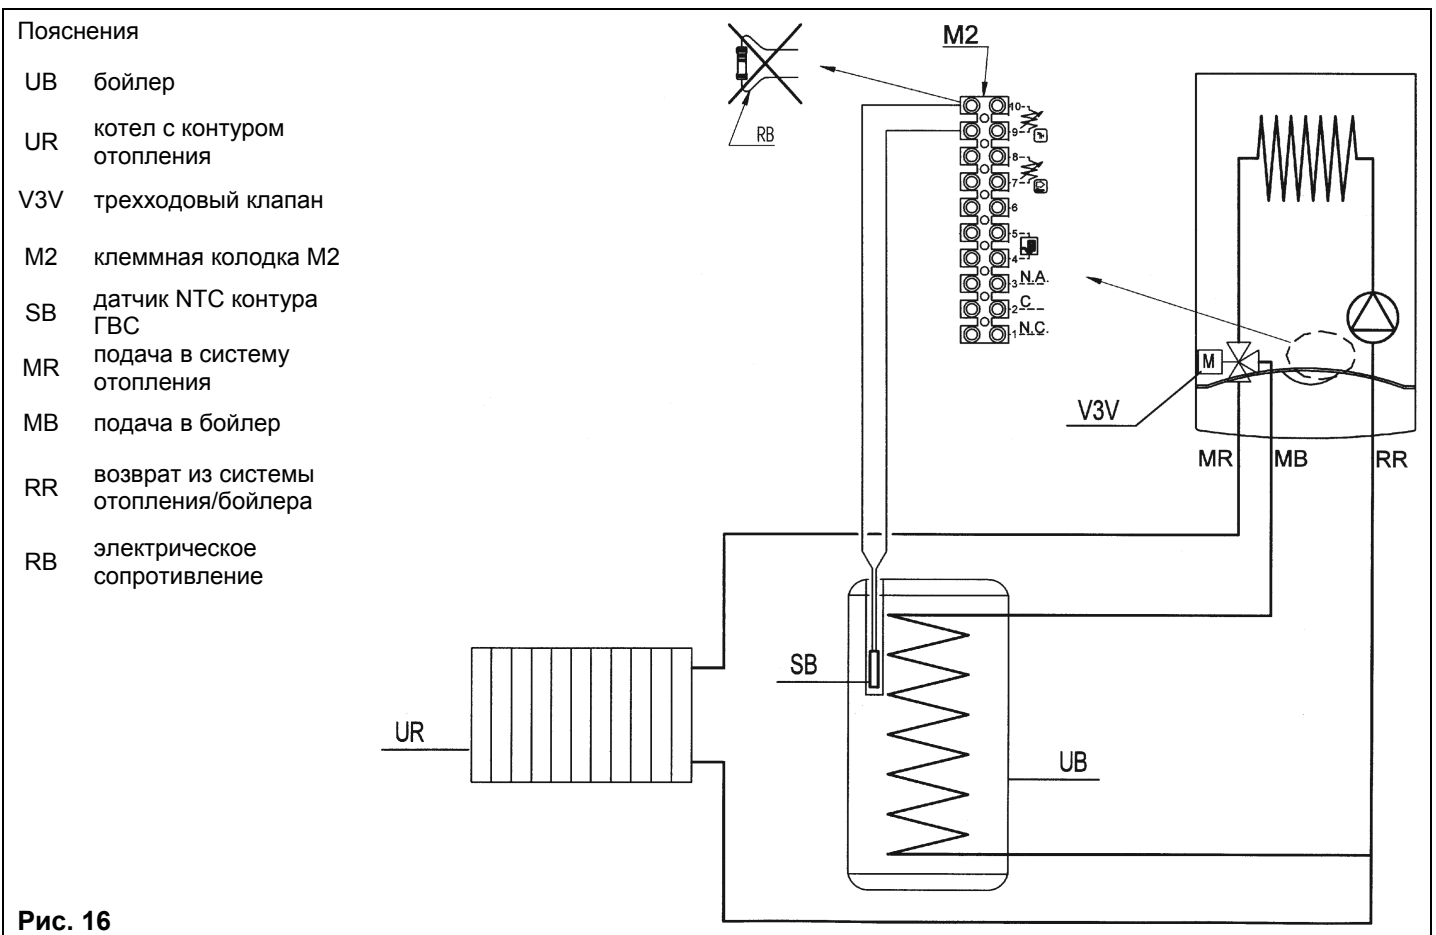 Пояснения
UB бойлер
UR котел с контуром
отопления
V3V трехходовый клапан
M2 клеммная колодка M2
SB датчик NTC контура
ГВС
MR подача в систему
отопления
MB подача в бойлер
RR возврат из системы
отопления/бойлера
RB электрическое
сопротивление
RB
M2
10
9
8
7
6
5
4
3 N.A.
2 C
1 N.C.
M
V3V
MR MB RR
SB
UR
UB
Рис. 16